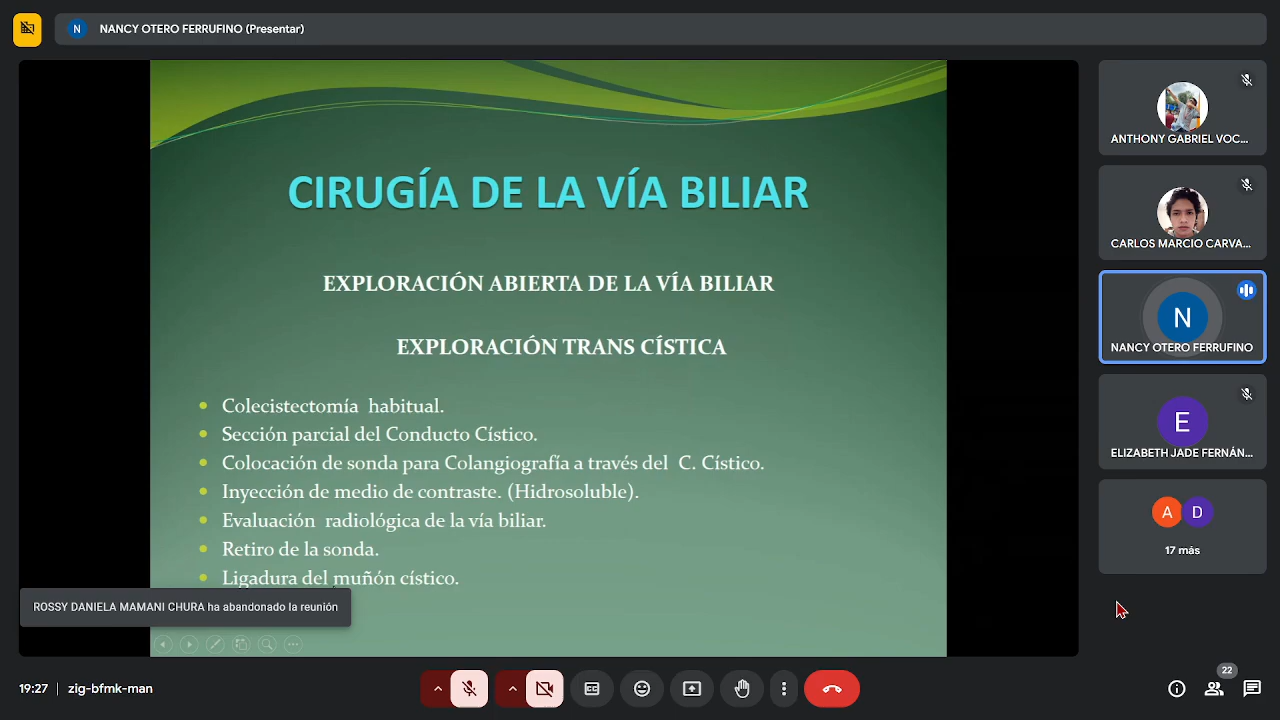 N NANCY OTERO FERRUFINO (Presentar)
CIRUGÍA DE LA VÍA BILIAR
EXPLORACIÓN ABIERTA DE LA VÍA BILIAR
EXPLORACIÓN TRANS CÍSTICA
• Colecistectomía habitual.
• Sección parcial del Conducto Cístico.
• Colocación de sonda para Colangiografía a través del C. Cístico.
• Inyección de medio de contraste. (Hidrosoluble).
• Evaluación radiológica de la vía biliar.
• Retiro de la sonda.
• Ligadura del muñón cístico.
ROSSY DANIELA MAMANI CHURA ha abandonado la reunión
ANTHONY GABRIEL VOC...
CARLOS MARCIO CARVA...
N
NANCY OTERO FERRUFINO
E
ELIZABETH JADE FERNÁN...
A D
17 más
19:27 zig-bfmk-man
22